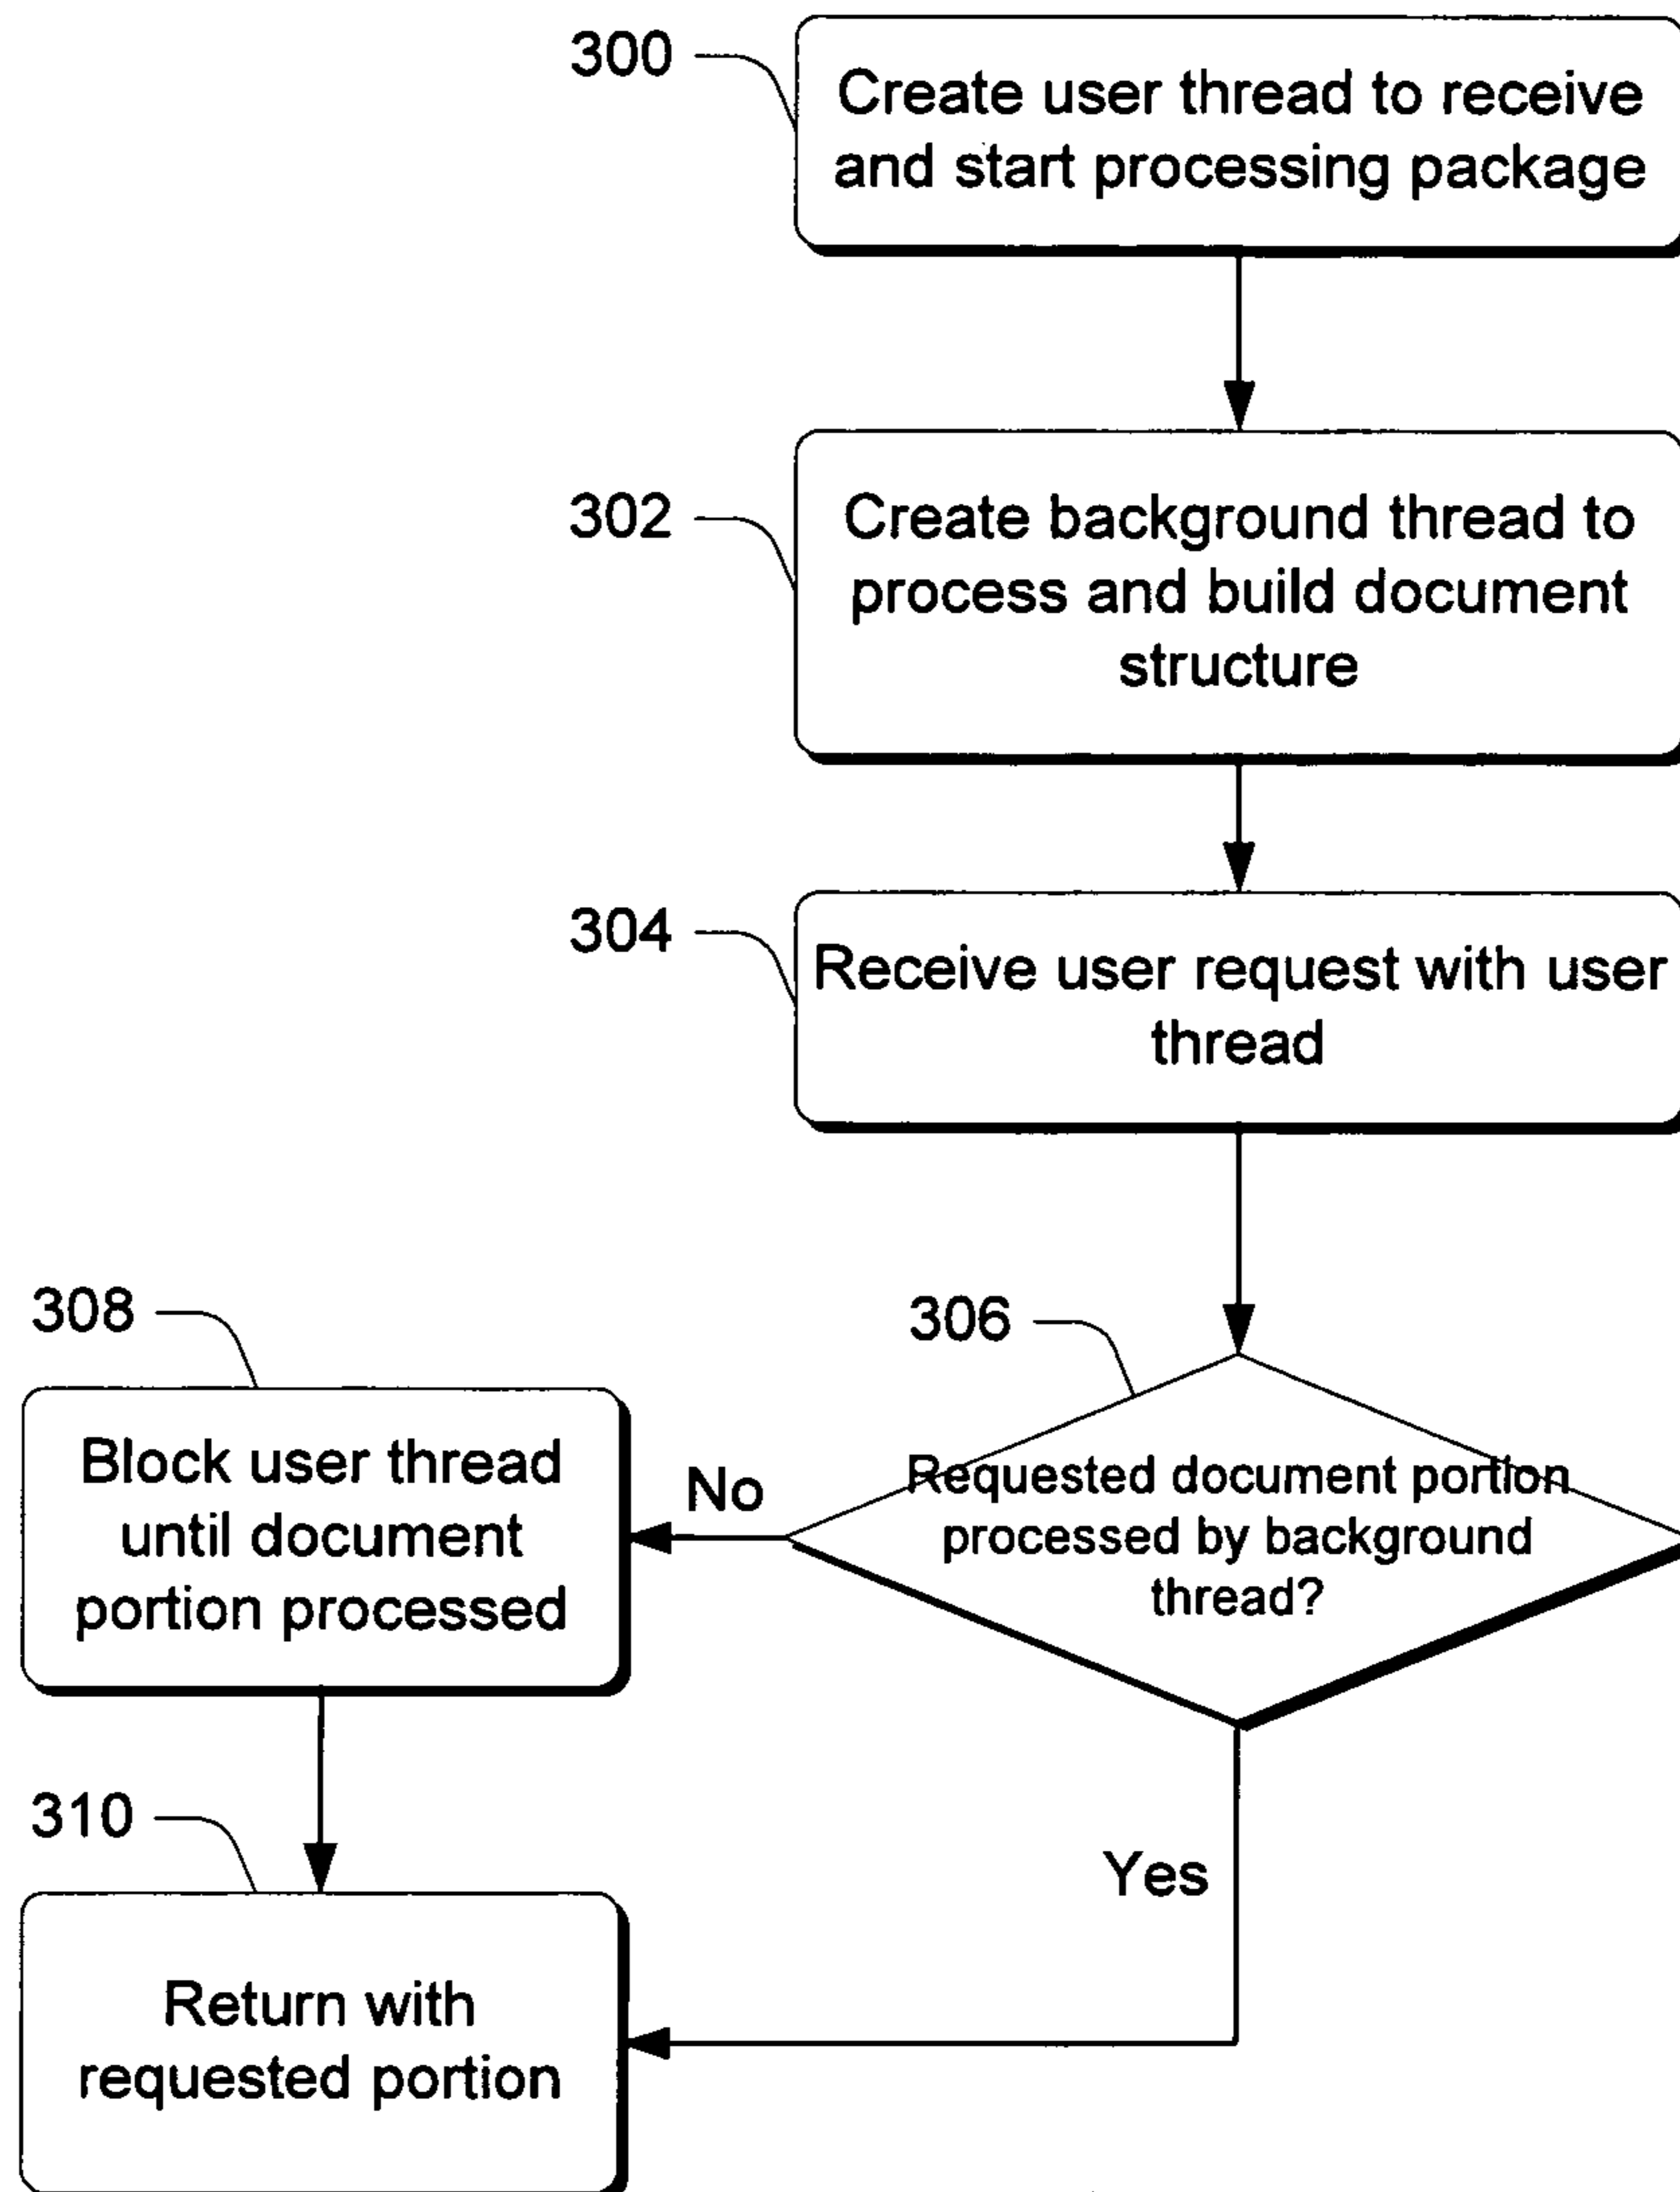 300
Create user thread to receive
and start processing package
302
Create background thread to
process and build document
structure
304
Receive user request with user
thread
306
Requested document portion
processed by background
thread?
No
308
Block user thread
until document
portion processed
Yes
310
Return with
requested portion